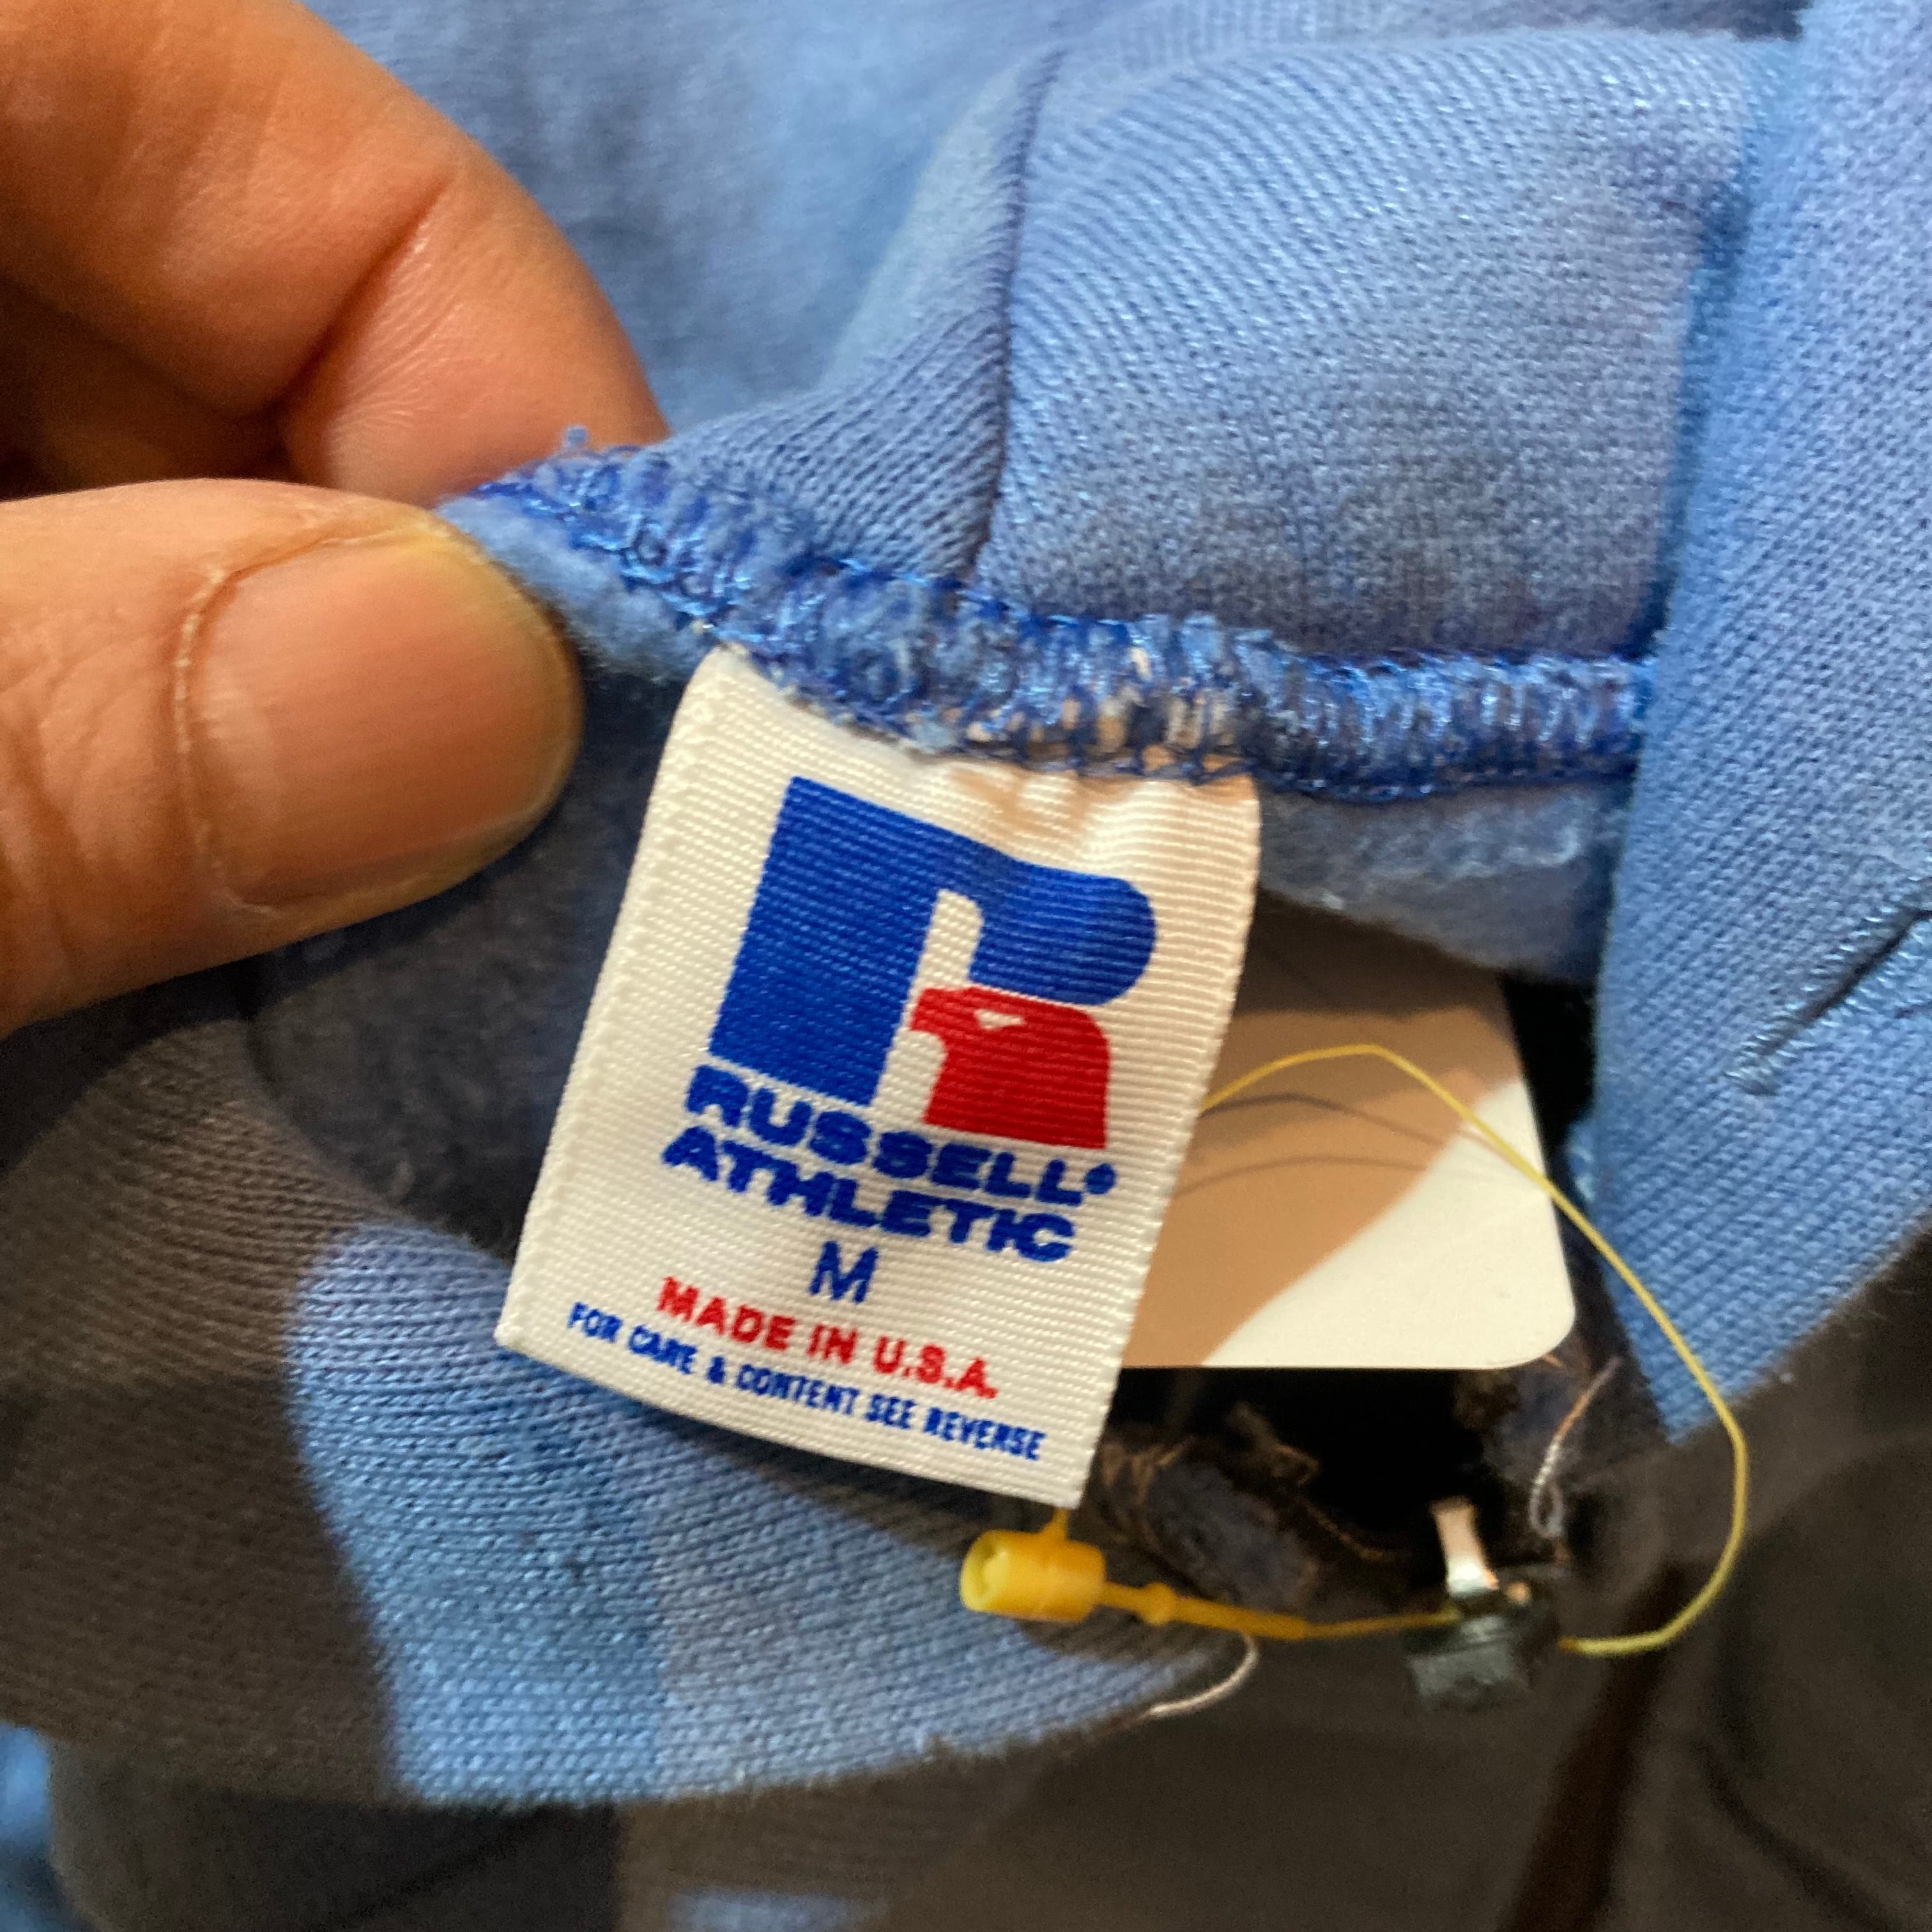 RUSSELL®
ATHLETIC
M
MADE IN U.S.A.
FOR CARE & CONTENT SEE REVERSE